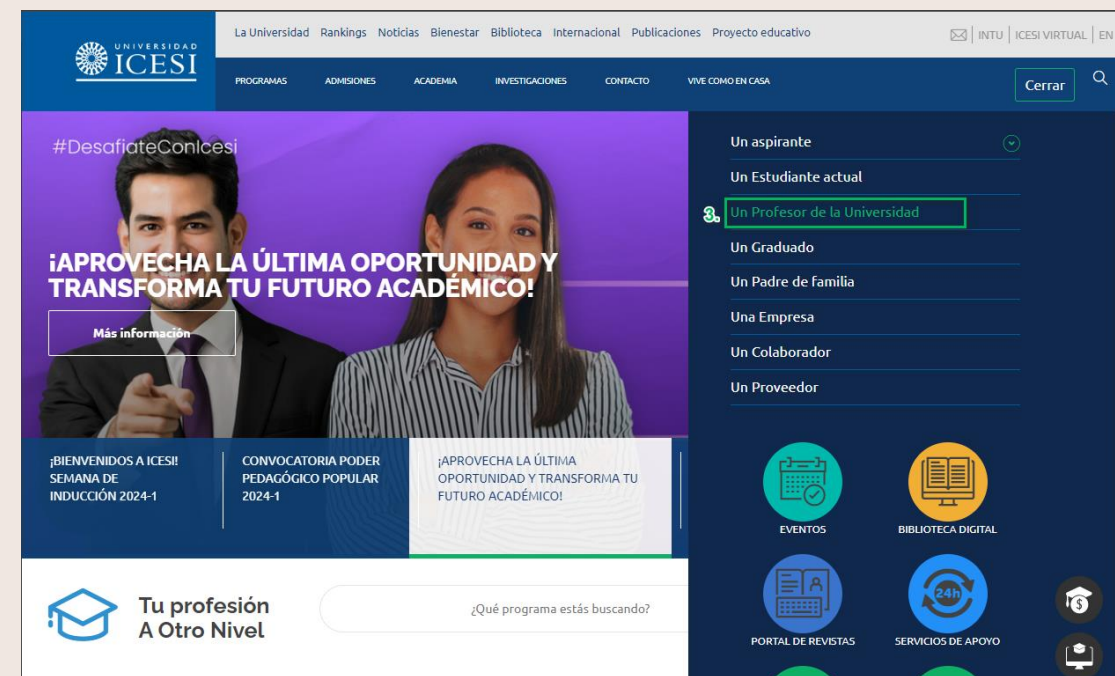 UNIVERSIDAD
ICESI
La Universidad Rankings Noticias Bienestar Biblioteca Internacional Publicaciones Proyecto educativo
INTU | ICESI VIRTUAL | EN
PROGRAMAS ADMISIONES ACADEMIA INVESTIGACIONES CONTACTO VIVE COMO EN CASA
Cerrar
#DesafiateConIcesi
¡APROVECHA LA ÚLTIMA OPORTUNIDAD Y
TRANSFORMA TU FUTURO ACADÉMICO!
Más información
Un aspirante
Un Estudiante actual
3. Un Profesor de la Universidad
Un Graduado
Un Padre de familia
Una Empresa
Un Colaborador
Un Proveedor
¡BIENVENIDOS A ICESI!
SEMANA DE
INDUCCIÓN 2024-1
CONVOCATORIA PODER
PEDAGÓGICO POPULAR
2024-1
¡APROVECHA LA ÚLTIMA
OPORTUNIDAD Y TRANSFORMA TU
FUTURO ACADÉMICO!
EVENTOS
BIBLIOTECA DIGITAL
A
24h
PORTAL DE REVISTAS
SERVICIOS DE APOYO
$
Tu profesión
A Otro Nivel
¿Qué programa estás buscando?